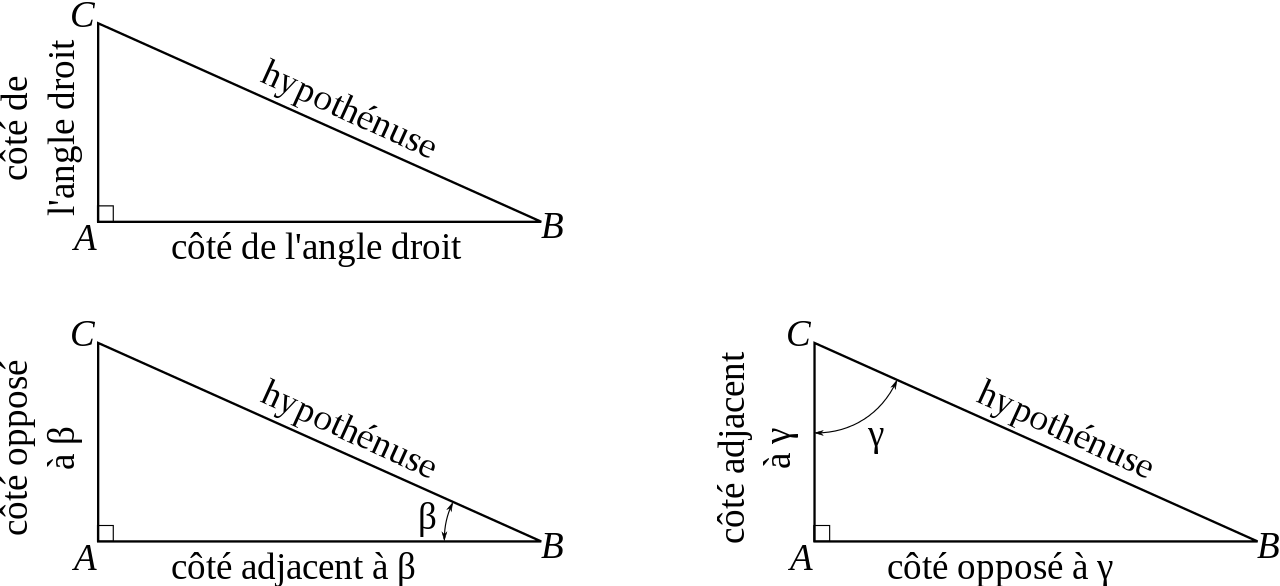 C
côté de
l'angle droit
hypothénuse
A
B
côté de l'angle droit
C
côté opposé
à β
hypothénuse
β
A
B
côté adjacent à β
C
côté adjacent
à γ
hypothénuse
γ
A
B
côté opposé à γ